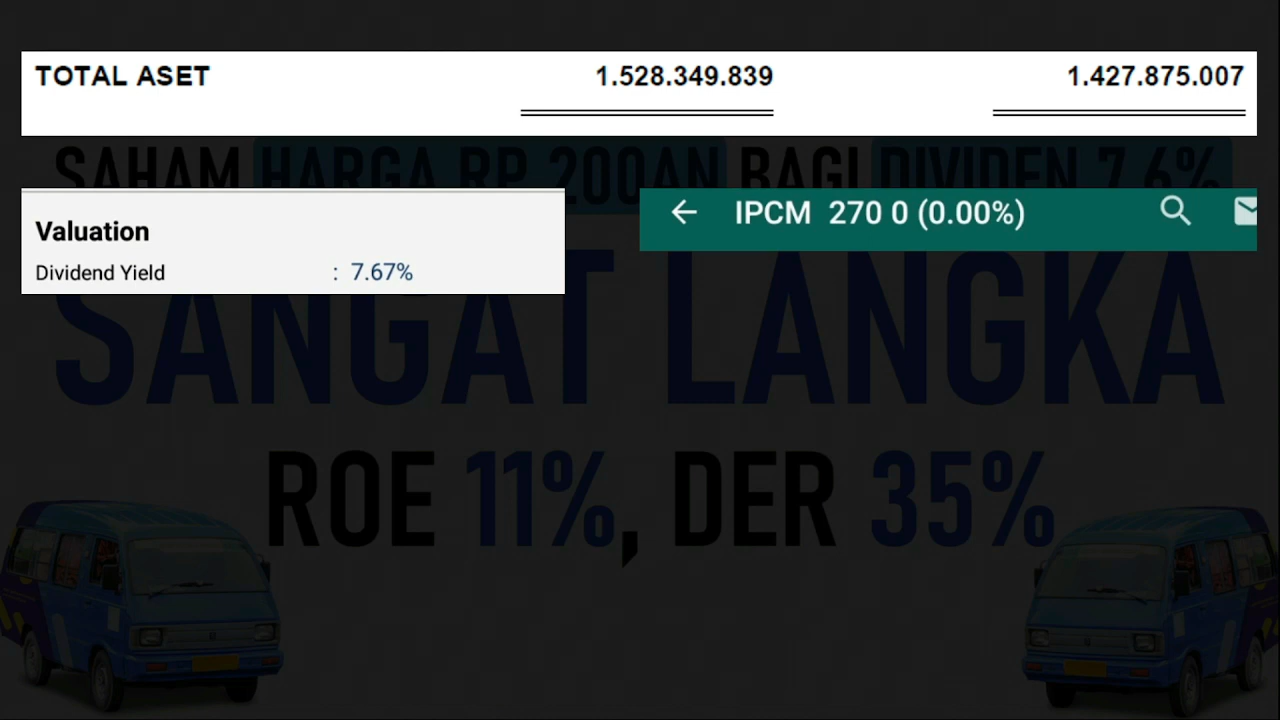 TOTAL ASET 1.528.349.839 1.427.875.007
SAHAM HARGA RP 200AN BAGI DIVIDEN 7,6%
Valuation
Dividend Yield : 7.67%
IPCM 270 0 (0.00%)
SANGAT LANGKA
ROE 11%, DER 35%